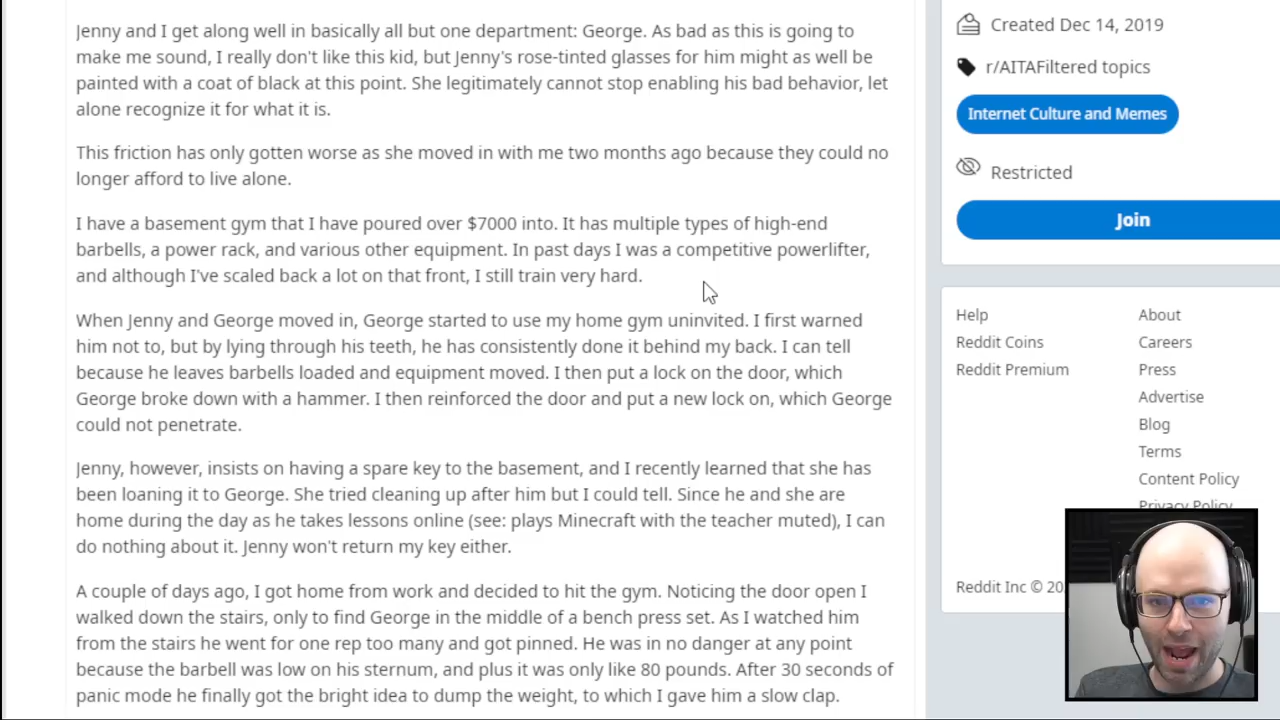 Jenny and I get along well in basically all but one department: George. As bad as this is going to
make me sound, I really don't like this kid, but Jenny's rose-tinted glasses for him might as well be
painted with a coat of black at this point. She legitimately cannot stop enabling his bad behavior, let
alone recognize it for what it is.
This friction has only gotten worse as she moved in with me two months ago because they could no
longer afford to live alone.
I have a basement gym that I have poured over $7000 into. It has multiple types of high-end
barbells, a power rack, and various other equipment. In past days I was a competitive powerlifter,
and although I've scaled back a lot on that front, I still train very hard.
When Jenny and George moved in, George started to use my home gym uninvited. I first warned
him not to, but by lying through his teeth, he has consistently done it behind my back. I can tell
because he leaves barbells loaded and equipment moved. I then put a lock on the door, which
George broke down with a hammer. I then reinforced the door and put a new lock on, which George
could not penetrate.
Jenny, however, insists on having a spare key to the basement, and I recently learned that she has
been loaning it to George. She tried cleaning up after him but I could tell. Since he and she are
home during the day as he takes lessons online (see: plays Minecraft with the teacher muted), I can
do nothing about it. Jenny won't return my key either.
A couple of days ago, I got home from work and decided to hit the gym. Noticing the door open I
walked down the stairs, only to find George in the middle of a bench press set. As I watched him
from the stairs he went for one rep too many and got pinned. He was in no danger at any point
because the barbell was low on his sternum, and plus it was only like 80 pounds. After 30 seconds of
panic mode he finally got the bright idea to dump the weight, to which I gave him a slow clap.
Created Dec 14, 2019
r/AITAFiltered topics
Internet Culture and Memes
Restricted
Join
Help
Reddit Coins
Reddit Premium
About
Careers
Press
Advertise
Blog
Terms
Content Policy
Privacy Policy
Reddit Inc © 20